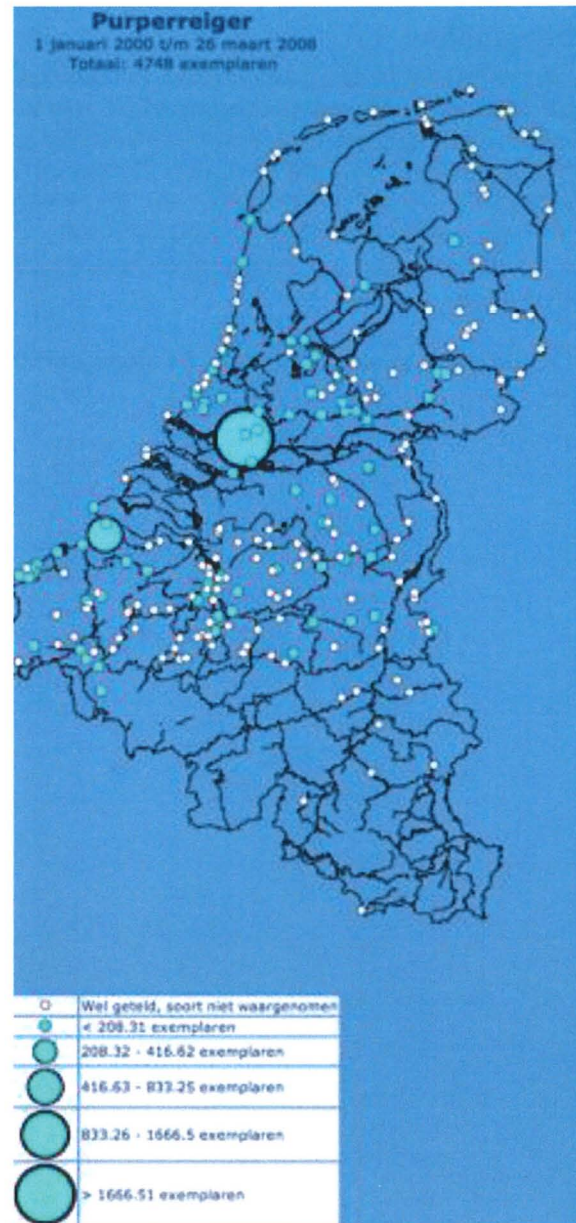 Purperreiger
1 januari 2000 t/m 26 maart 2008
Totaal: 4748 exemplaren
Wel geteld, soort niet waargenomen
< 208.31 exemplaren
208.32 - 416.62 exemplaren
416.63 - 833.25 exemplaren
833.26 - 1666.5 exemplaren
> 1666.51 exemplaren